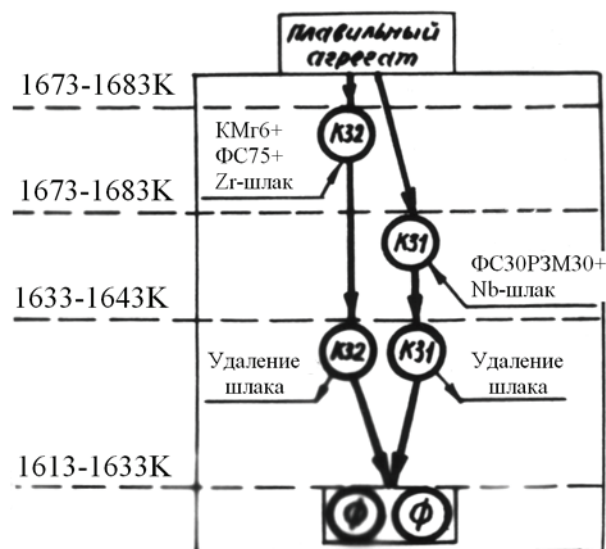 Плавильный
агрегат
1673-1683K
КМг6+
ФС75+
Zr-шлак
К32
1673-1683K
К31
ФС30РЗМ30+
Nb-шлак
1633-1643K
Удаление
шлака
К32
К31
Удаление
шлака
1613-1633K
Ф
Ф